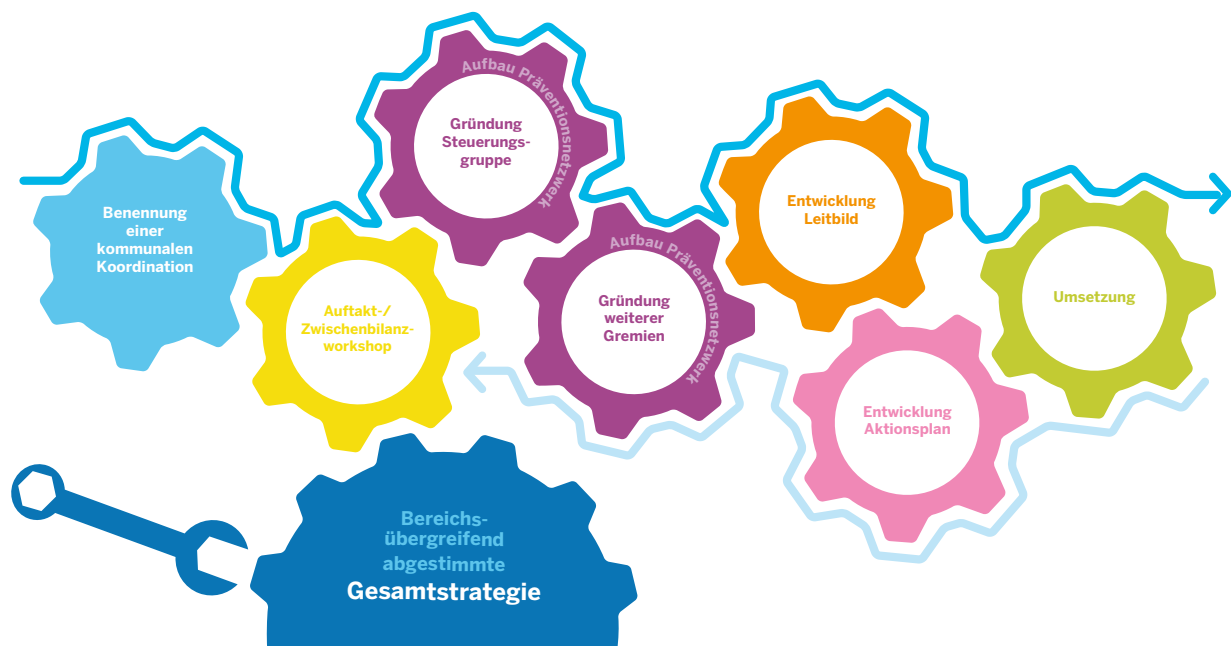 Benennung
einer
kommunalen
Koordination
Auftakt-/
Zwischenbilanz-
workshop
Aufbau Präventionsnetzwerk
Gründung
Steuerungs-
gruppe
Aufbau Präventionsnetzwerk
Gründung
weiterer
Gremien
Entwicklung
Leitbild
Entwicklung
Aktionsplan
Umsetzung
Bereichs-
übergreifend
abgestimmte
Gesamtstrategie